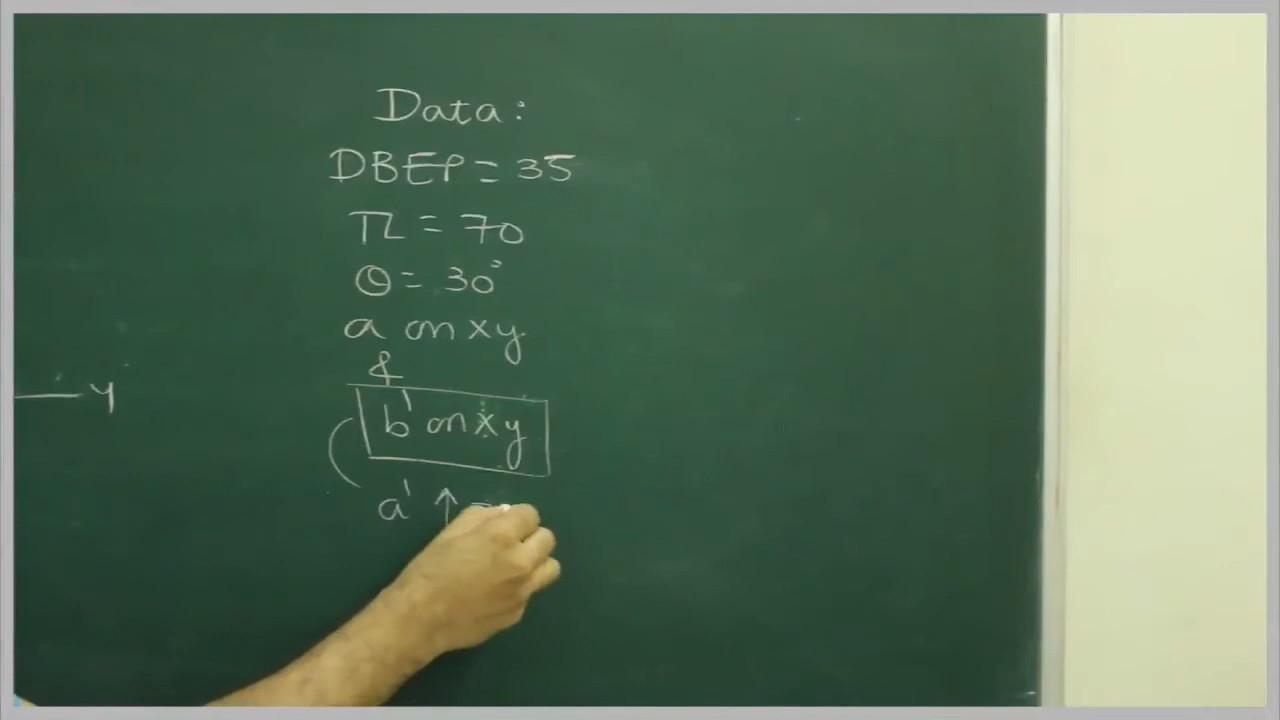 Data:
DBEP = 35
TL = 70
θ = 30°
a on xy
&
b' on xy
a' ↑
y